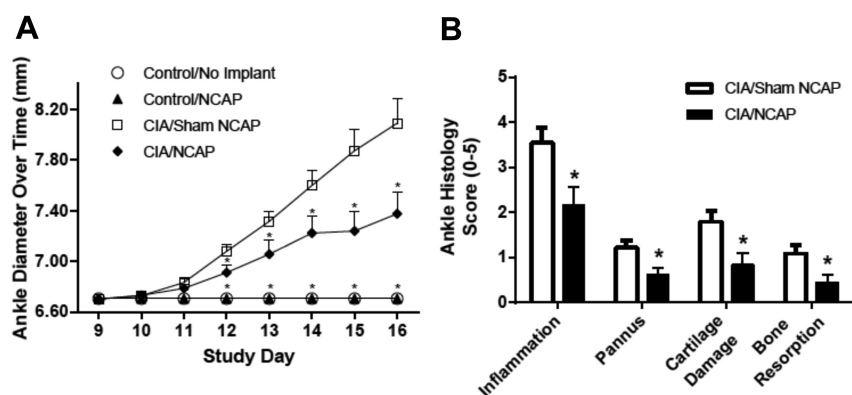 A
Ankle Diameter Over Time (mm)
8.20
7.80
7.40
7.00
6.60
Control/No Implant
Control/NCAP
CIA/Sham NCAP
CIA/NCAP
* * * * *
* * * * *
9 10 11 12 13 14 15 16
Study Day
B
Ankle Histology
Score (0-5)
5
4
3
2
1
0
CIA/Sham NCAP
CIA/NCAP
* * * *
Inflammation
Pannus
Cartilage
Damage
Bone
Resorption